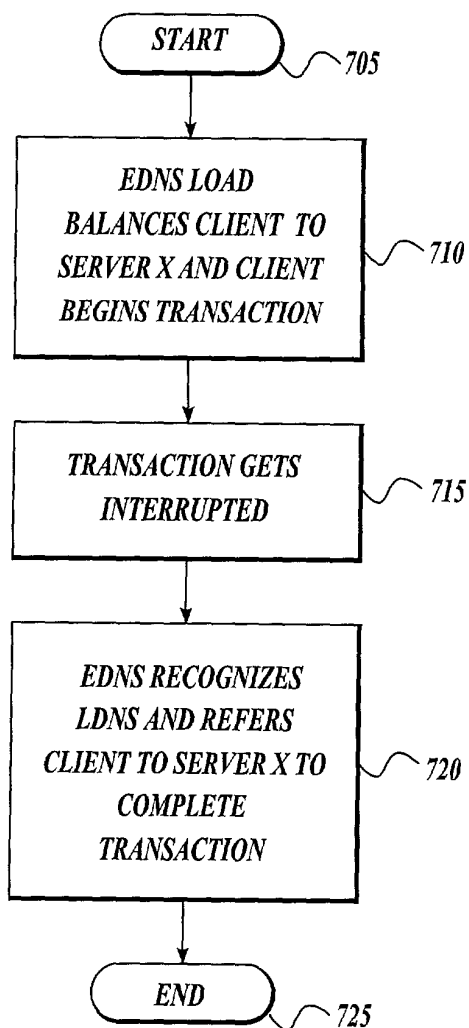 START
705
EDNS LOAD
BALANCES CLIENT TO
SERVER X AND CLIENT
BEGINS TRANSACTION
710
TRANSACTION GETS
INTERRUPTED
715
EDNS RECOGNIZES
LDNS AND REFERS
CLIENT TO SERVER X TO
COMPLETE
TRANSACTION
720
END
725